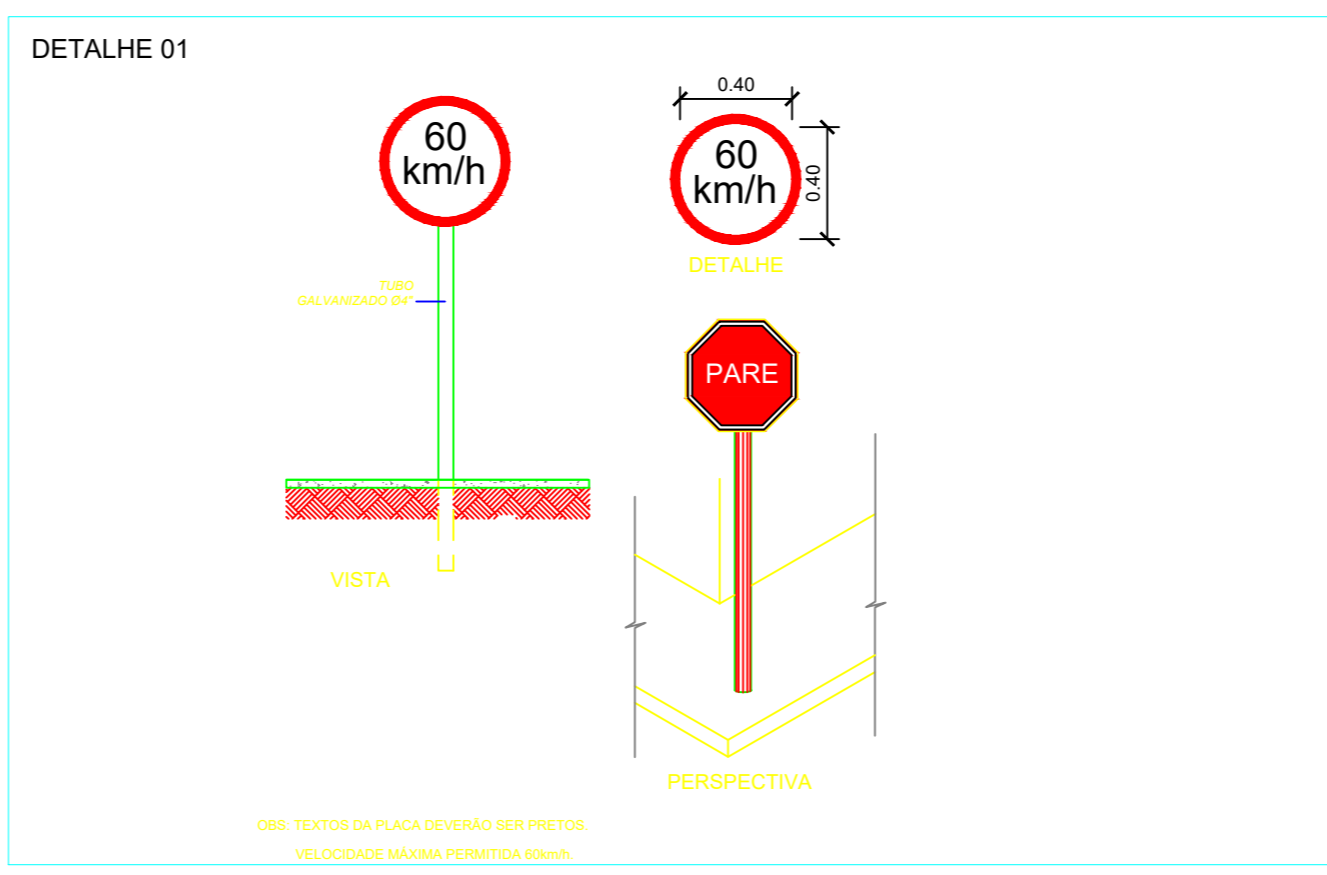 DETALHE 01
60
km/h
0.40
60
km/h
0.40
DETALHE
TUBO
GALVANIZADO Ø4"
PARE
VISTA
PERSPECTIVA
OBS: TEXTOS DA PLACA DEVERÃO SER PRETOS.
VELOCIDADE MÁXIMA PERMITIDA 60km/h.